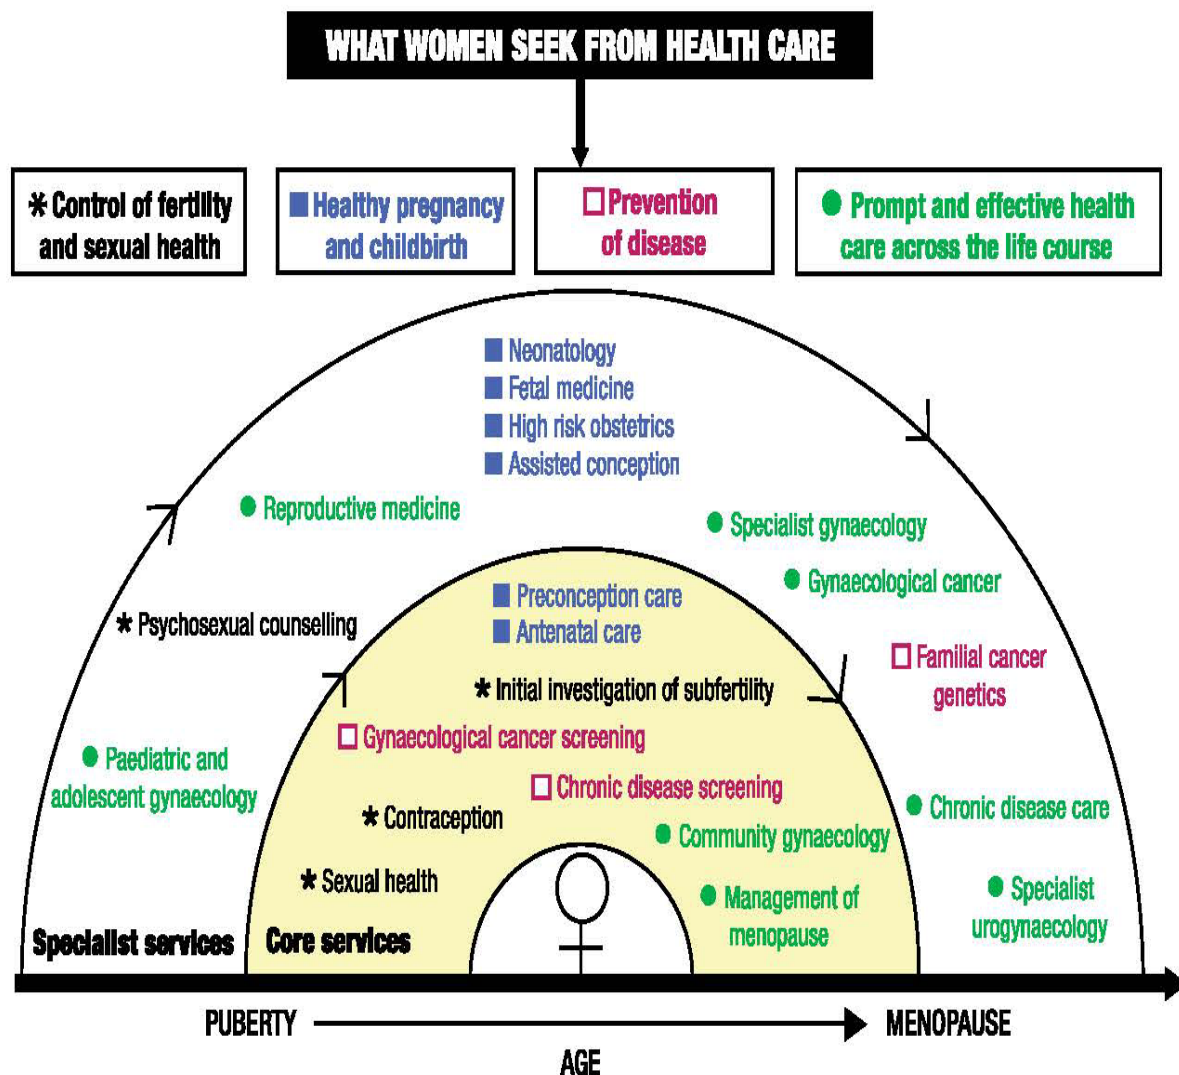 WHAT WOMEN SEEK FROM HEALTH CARE
* Control of fertility
and sexual health
Healthy pregnancy
and childbirth
Prevention
of disease
Prompt and effective health
care across the life course
Neonatology
Fetal medicine
High risk obstetrics
Assisted conception
Reproductive medicine
Specialist gynaecology
Gynaecological cancer
Preconception care
Antenatal care
* Psychosexual counselling
Familial cancer
genetics
* Initial investigation of subfertility
Gynaecological cancer screening
Paediatric and
adolescent gynaecology
Chronic disease screening
* Contraception
Chronic disease care
Community gynaecology
* Sexual health
Management of
menopause
Specialist
urogynaecology
Specialist services
Core services
PUBERTY
MENOPAUSE
AGE